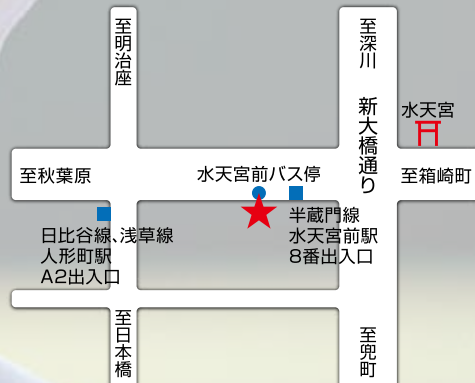 至明治座
至深川
新大橋通り
水天宮
至秋葉原
水天宮前バス停
至箱崎町
日比谷線、浅草線
人形町駅
A2出入口
半蔵門線
水天宮前駅
8番出入口
至日本橋
至兜町